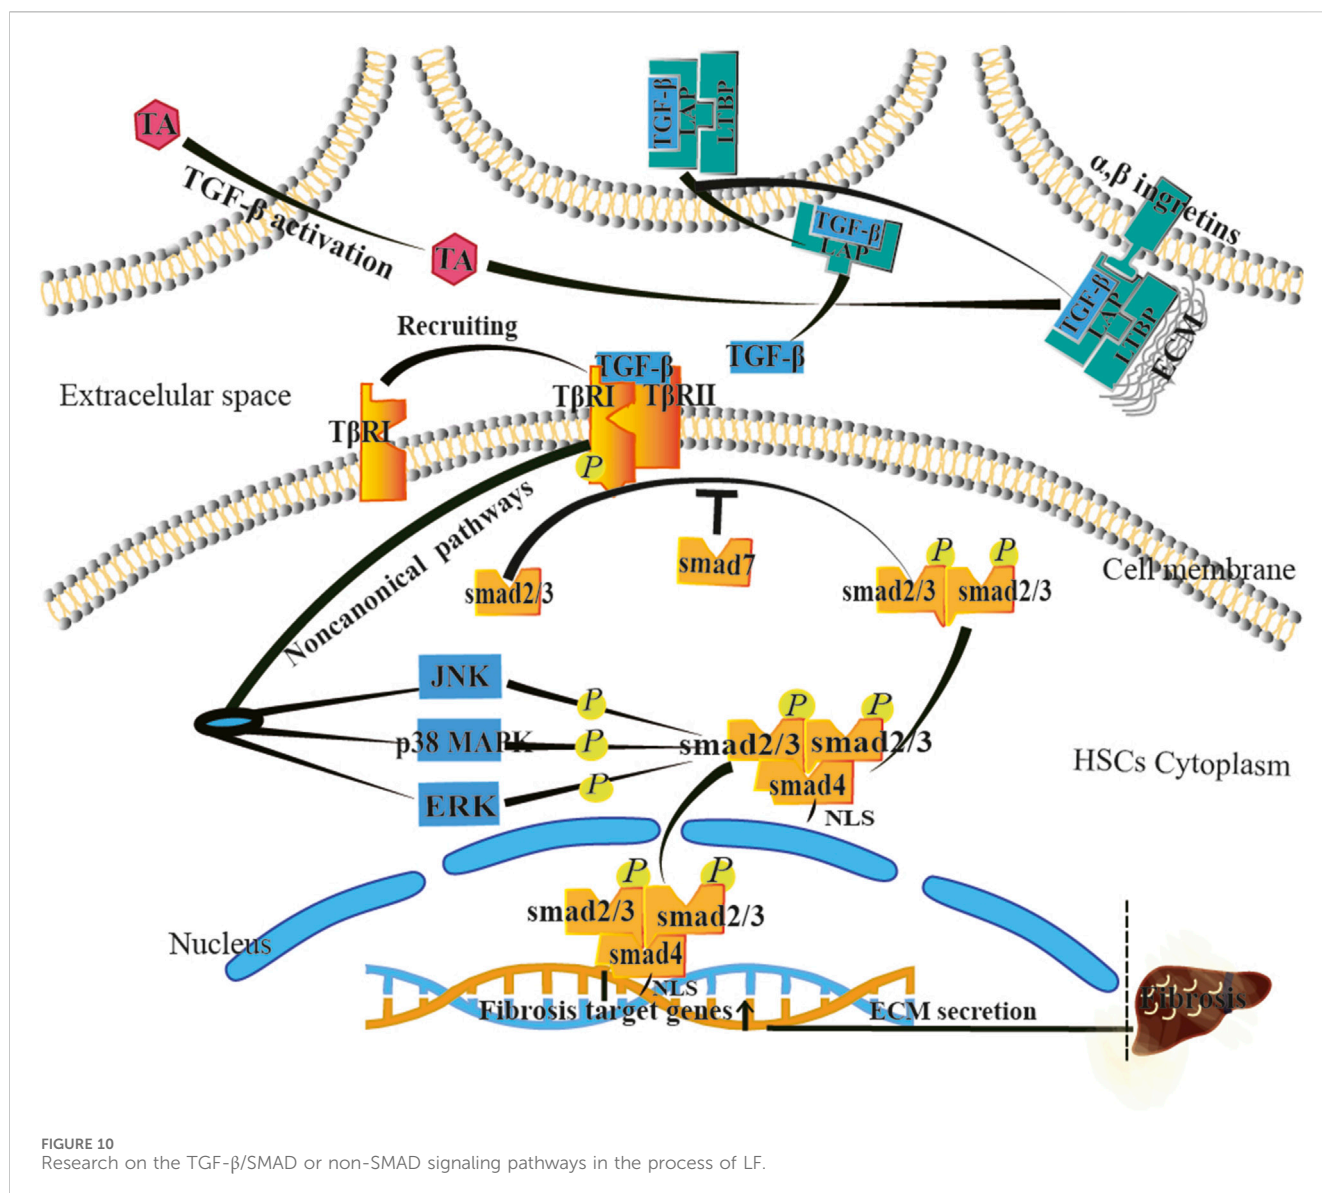 TA
TGF-β activation
TA
TGF-β
LAP
LTBP
TGF-β
LAP
TGF-β
α,β ingretins
TGF-β
LAP
LTBP
ECM
Recruiting
TGF-β
TβRI
TβRII
TβRI
Extracelular space
P
Noncanonical pathways
smad2/3
smad7
P
P
smad2/3
smad2/3
Cell membrane
JNK
p38 MAPK
ERK
P
P
P
P
P
smad2/3
smad2/3
smad4
NLS
HSCs Cytoplasm
P
P
smad2/3
smad2/3
smad4
NLS
Nucleus
Fibrosis target genes
ECM secretion
Fibrosis
FIGURE 10
Research on the TGF-β/SMAD or non-SMAD signaling pathways in the process of LF.